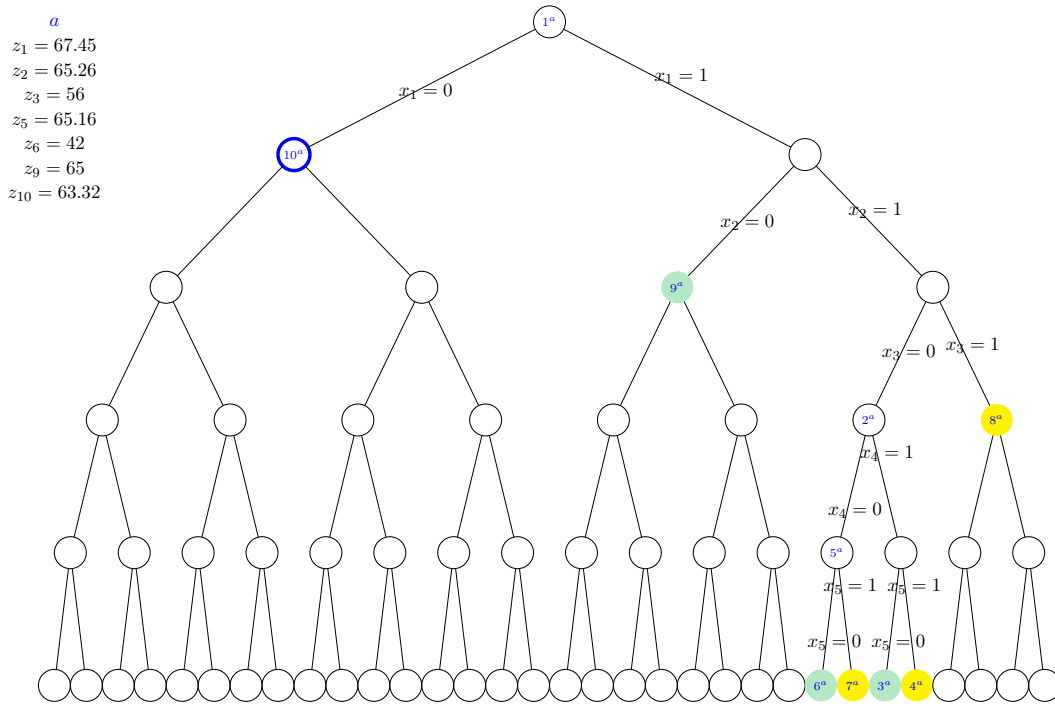 a
z₁ = 67.45
z₂ = 65.26
z₃ = 56
z₅ = 65.16
z₆ = 42
z₉ = 65
z₁₀ = 63.32
1ᵃ
x₁ = 0
x₁ = 1
10ᵃ
x₂ = 0
x₂ = 1
9ᵃ
x₃ = 0
x₃ = 1
2ᵃ
8ᵃ
x₄ = 1
x₄ = 0
5ᵃ
x₅ = 1
x₅ = 1
x₅ = 0
x₅ = 0
6ᵃ
7ᵃ
3ᵃ
4ᵃ